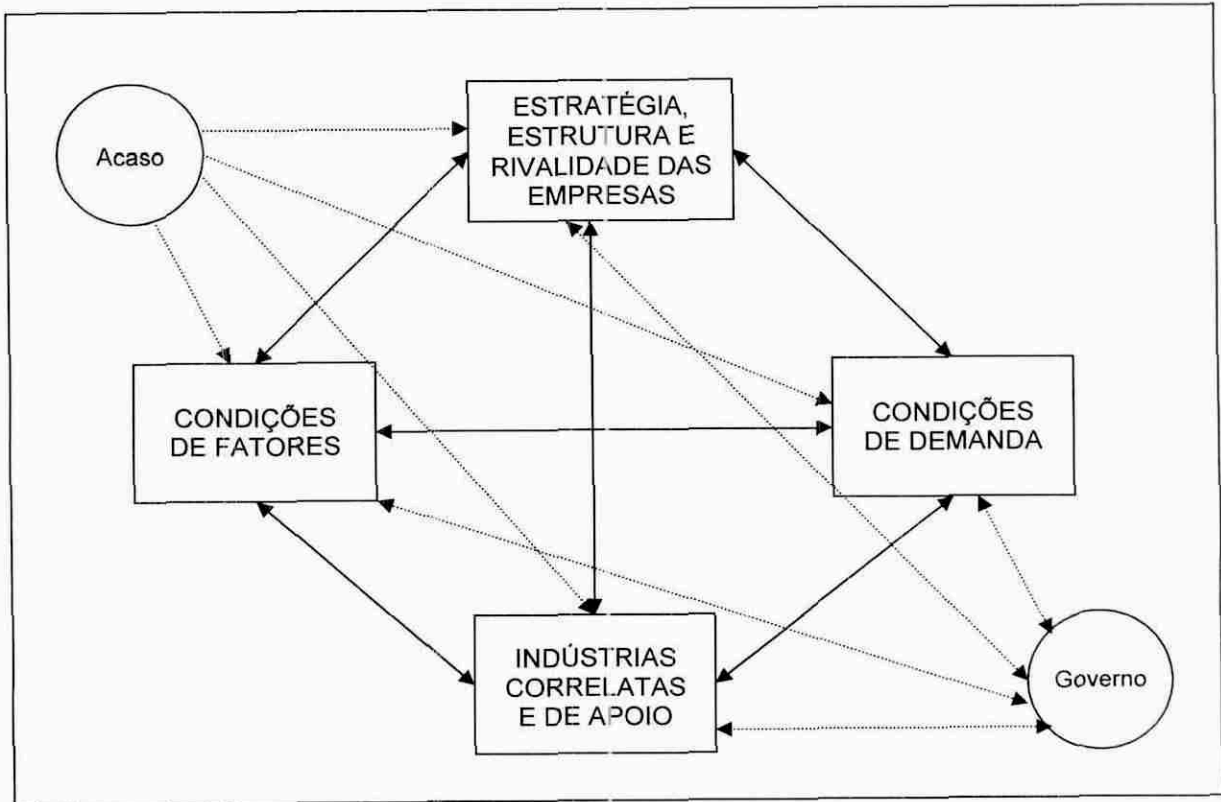 ESTRATÉGIA,
ESTRUTURA E
RIVALIDADE DAS
EMPRESAS
Acaso
CONDIÇÕES
DE FATORES
CONDIÇÕES
DE DEMANDA
INDÚSTRIAS
CORRELATAS
E DE APOIO
Governo